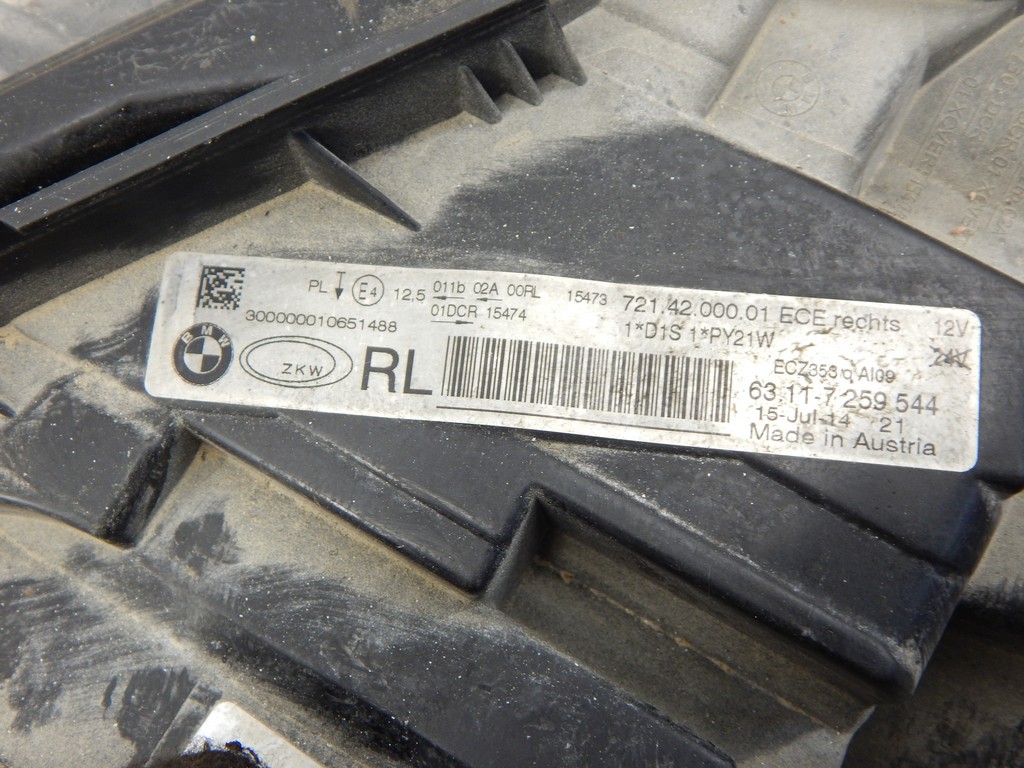 PL E4 12,5 011b 02A 00RL 15473 721.42.000.01 ECE rechts 12V
300000010651488 01DCR 15474 1*D1S 1*PY21W 24V
BMW ZKW RL ECZ353 q AI09
63.11-7 259 544
15-Jul-14 21
Made in Austria